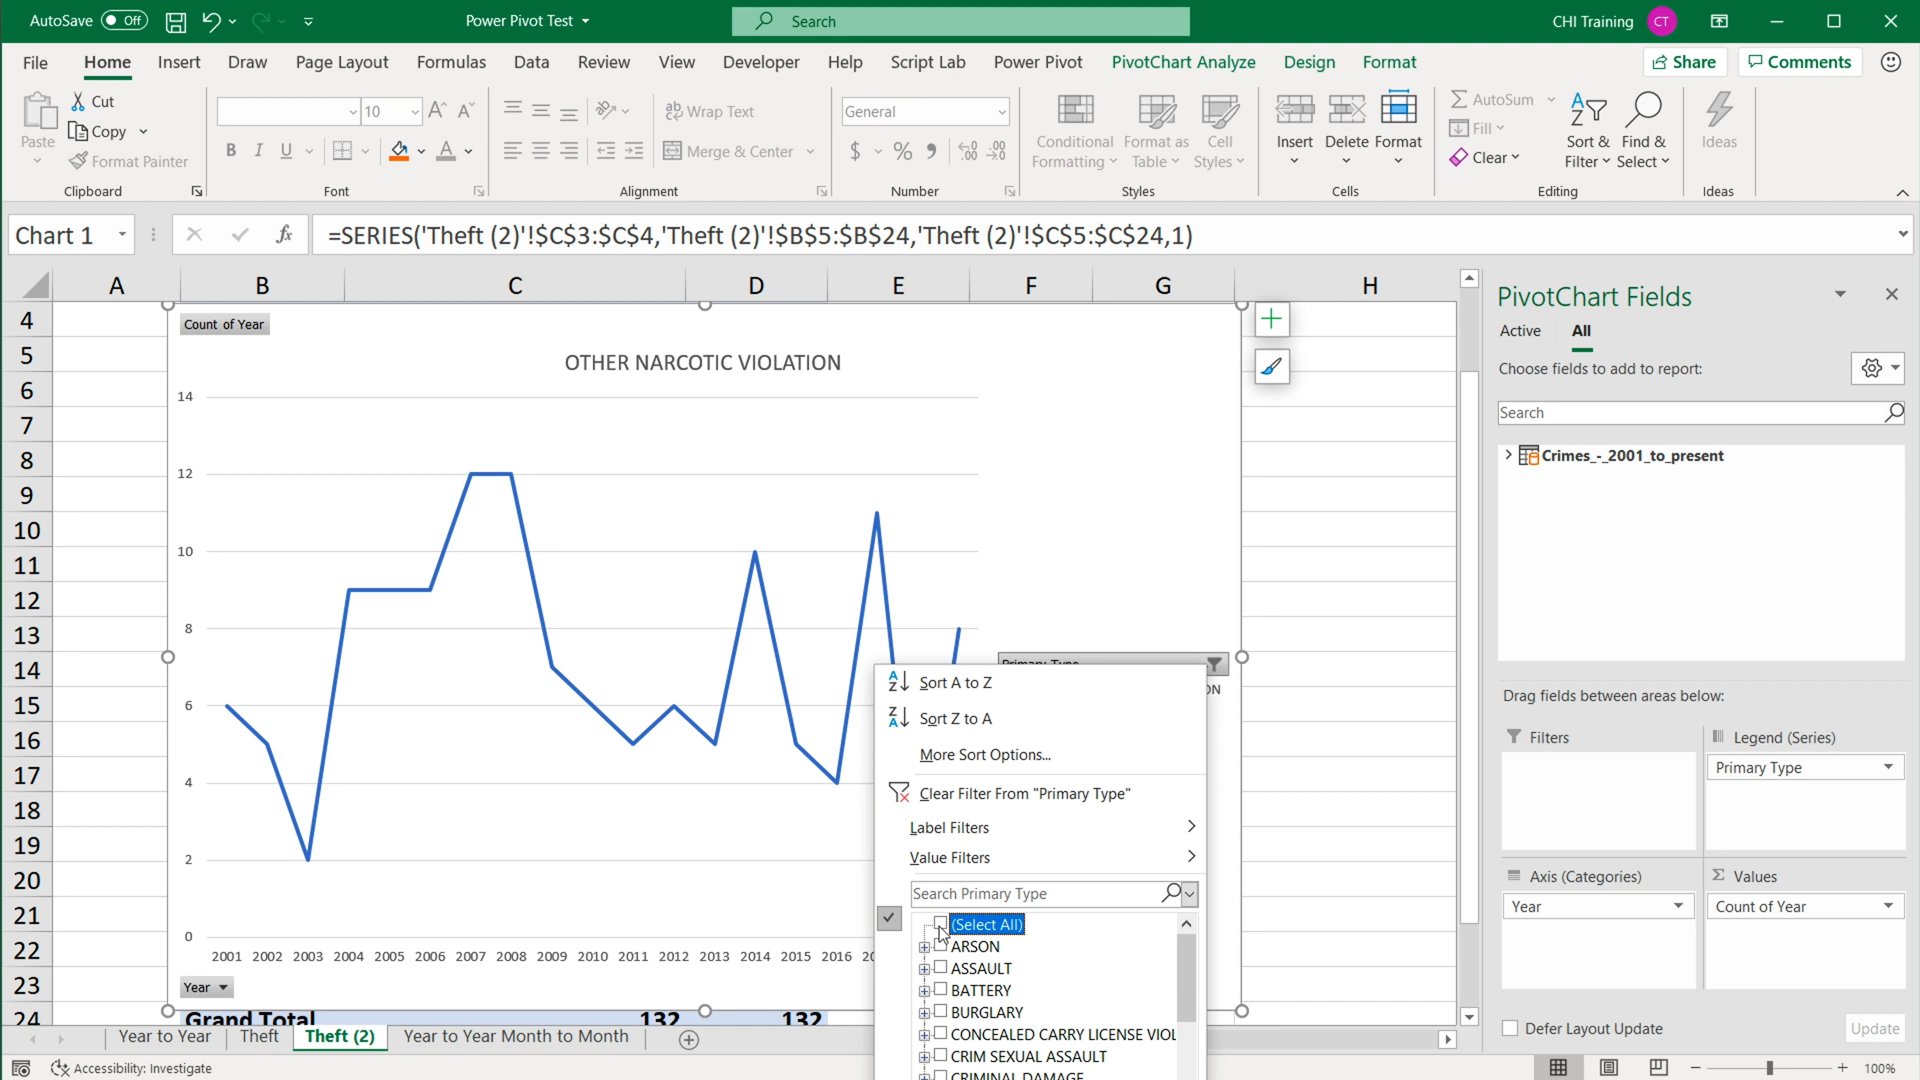 AutoSave Off Power Pivot Test Search CHI Training CT
File Home Insert Draw Page Layout Formulas Data Review View Developer Help Script Lab Power Pivot PivotChart Analyze Design Format Share Comments
Paste Cut Copy Format Painter Clipboard
10 B I U Font
Wrap Text Merge & Center Alignment
General $ % Number
Conditional Formatting Format as Table Cell Styles Styles
Insert Delete Format Cells
AutoSum Fill Clear Sort & Filter Find & Select Editing
Ideas Ideas
Chart 1 fx =SERIES('Theft (2)'!$C$3:$C$4,'Theft (2)'!$B$5:$B$24,'Theft (2)'!$C$5:$C$24,1)
A B C D E F G H
4
5
6
7
8
9
10
11
12
13
14
15
16
17
18
19
20
21
22
23
24
Count of Year
OTHER NARCOTIC VIOLATION
14
12
10
8
6
4
2
0
2001 2002 2003 2004 2005 2006 2007 2008 2009 2010 2011 2012 2013 2014 2015 2016 20
Year
Grand Total 132 132
Primary Type
ON
Sort A to Z
Sort Z to A
More Sort Options...
Clear Filter From "Primary Type"
Label Filters
Value Filters
Search Primary Type
(Select All)
ARSON
ASSAULT
BATTERY
BURGLARY
CONCEALED CARRY LICENSE VIOL
CRIM SEXUAL ASSAULT
CRIMINAL DAMAGE
PivotChart Fields
Active All
Choose fields to add to report:
Search
Crimes_-_2001_to_present
Drag fields between areas below:
Filters Legend (Series)
Primary Type
Axis (Categories) Values
Year Count of Year
Defer Layout Update Update
Year to Year Theft Theft (2) Year to Year Month to Month
Accessibility: Investigate 100%